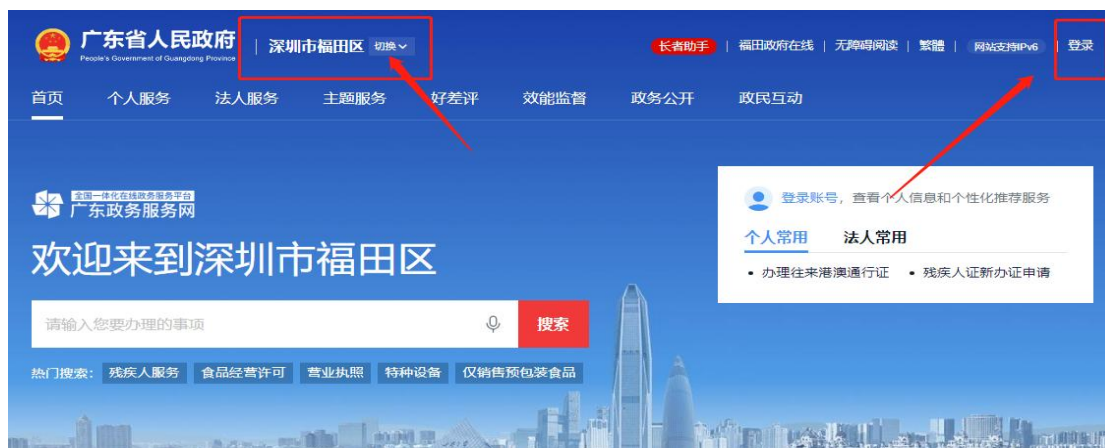 广东省人民政府 | 深圳市福田区 切换 长者助手 | 福田政府在线 | 无障碍阅读 | 繁體 | 网站支持IPv6 | 登录
People's Government of Guangdong Province
首页 个人服务 法人服务 主题服务 好差评 效能监督 政务公开 政民互动
全国一体化在线政务服务平台
广东政务服务网
欢迎来到深圳市福田区
请输入您要办理的事项 搜索
热门搜索: 残疾人服务 食品经营许可 营业执照 特种设备 仅销售预包装食品
登录账号，查看个人信息和个性化推荐服务
个人常用 法人常用
• 办理往来港澳通行证 • 残疾人证新办证申请